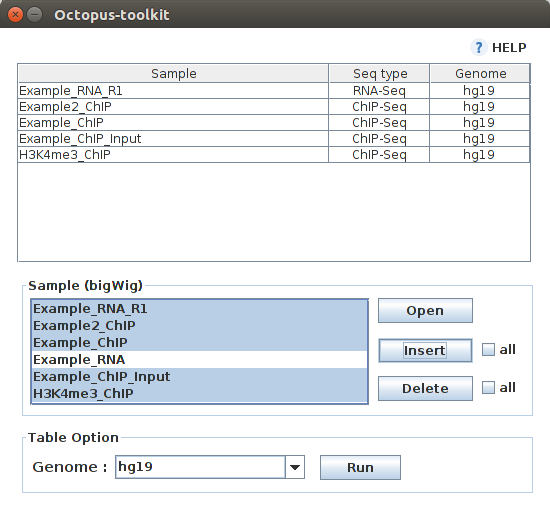 Octopus-toolkit
? HELP
Sample Seq type Genome
Example_RNA_R1 RNA-Seq hg19
Example2_ChIP ChIP-Seq hg19
Example_ChIP ChIP-Seq hg19
Example_ChIP_Input ChIP-Seq hg19
H3K4me3_ChIP ChIP-Seq hg19
Sample (bigWig)
Example_RNA_R1
Example2_ChIP
Example_ChIP
Example_RNA
Example_ChIP_Input
H3K4me3_ChIP
Open
Insert all
Delete all
Table Option
Genome : hg19 Run